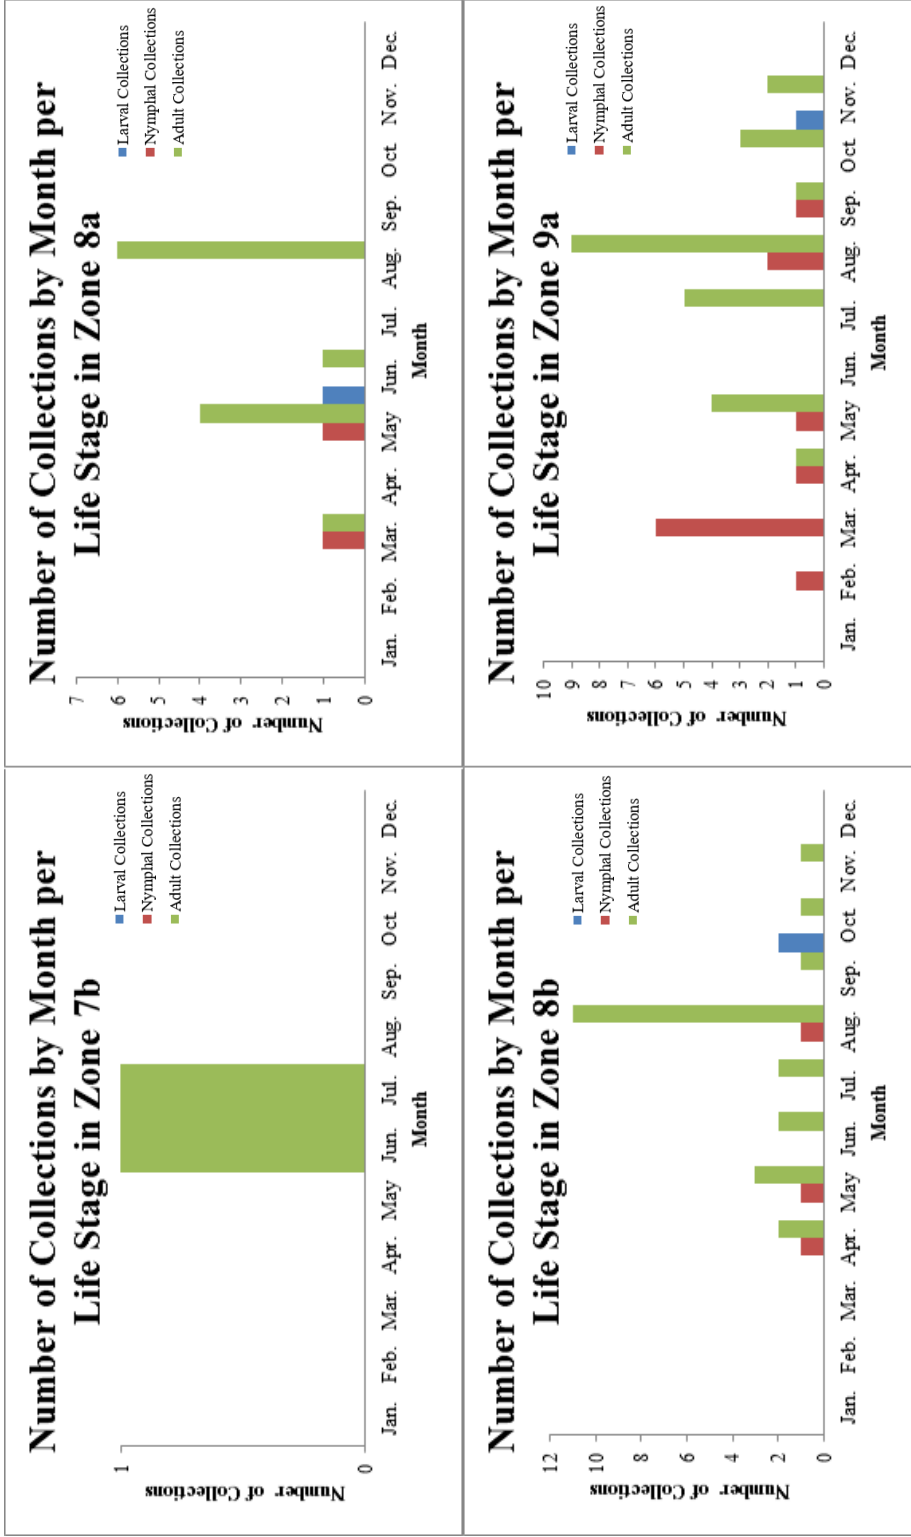 Number of Collections by Month per
Life Stage in Zone 7b
Larval Collections
Nymphal Collections
Adult Collections
Number of Collections
1
0
Jan. Feb. Mar. Apr. May Jun. Jul. Aug. Sep. Oct Nov. Dec.
Month
Number of Collections by Month per
Life Stage in Zone 8a
Larval Collections
Nymphal Collections
Adult Collections
Number of Collections
7
6
5
4
3
2
1
0
Jan. Feb. Mar. Apr. May Jun. Jul. Aug. Sep. Oct Nov. Dec.
Month
Number of Collections by Month per
Life Stage in Zone 8b
Larval Collections
Nymphal Collections
Adult Collections
Number of Collections
12
10
8
6
4
2
0
Jan. Feb. Mar. Apr. May Jun. Jul. Aug. Sep. Oct Nov. Dec.
Month
Number of Collections by Month per
Life Stage in Zone 9a
Larval Collections
Nymphal Collections
Adult Collections
Number of Collections
10
9
8
7
6
5
4
3
2
1
0
Jan. Feb. Mar. Apr. May Jun. Jul. Aug. Sep. Oct Nov. Dec.
Month